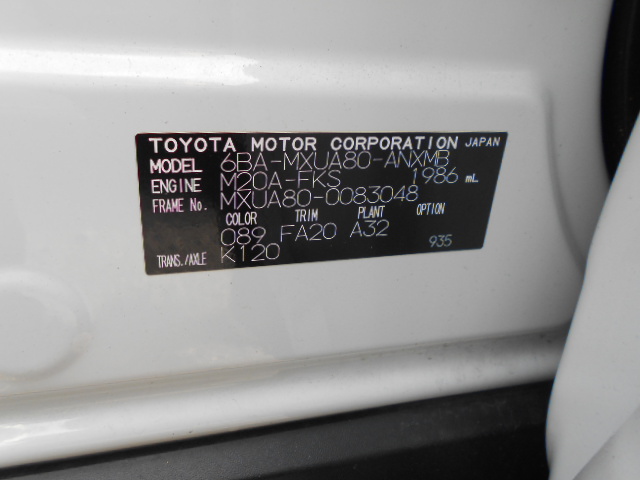 TOYOTA MOTOR CORPORATION JAPAN
MODEL 6BA-MXUA80-ANXMB
ENGINE M20A-FKS 1986 mL
FRAME No. MXUA80-0083048
COLOR TRIM PLANT OPTION
089 FA20 A32
TRANS./AXLE K120 935